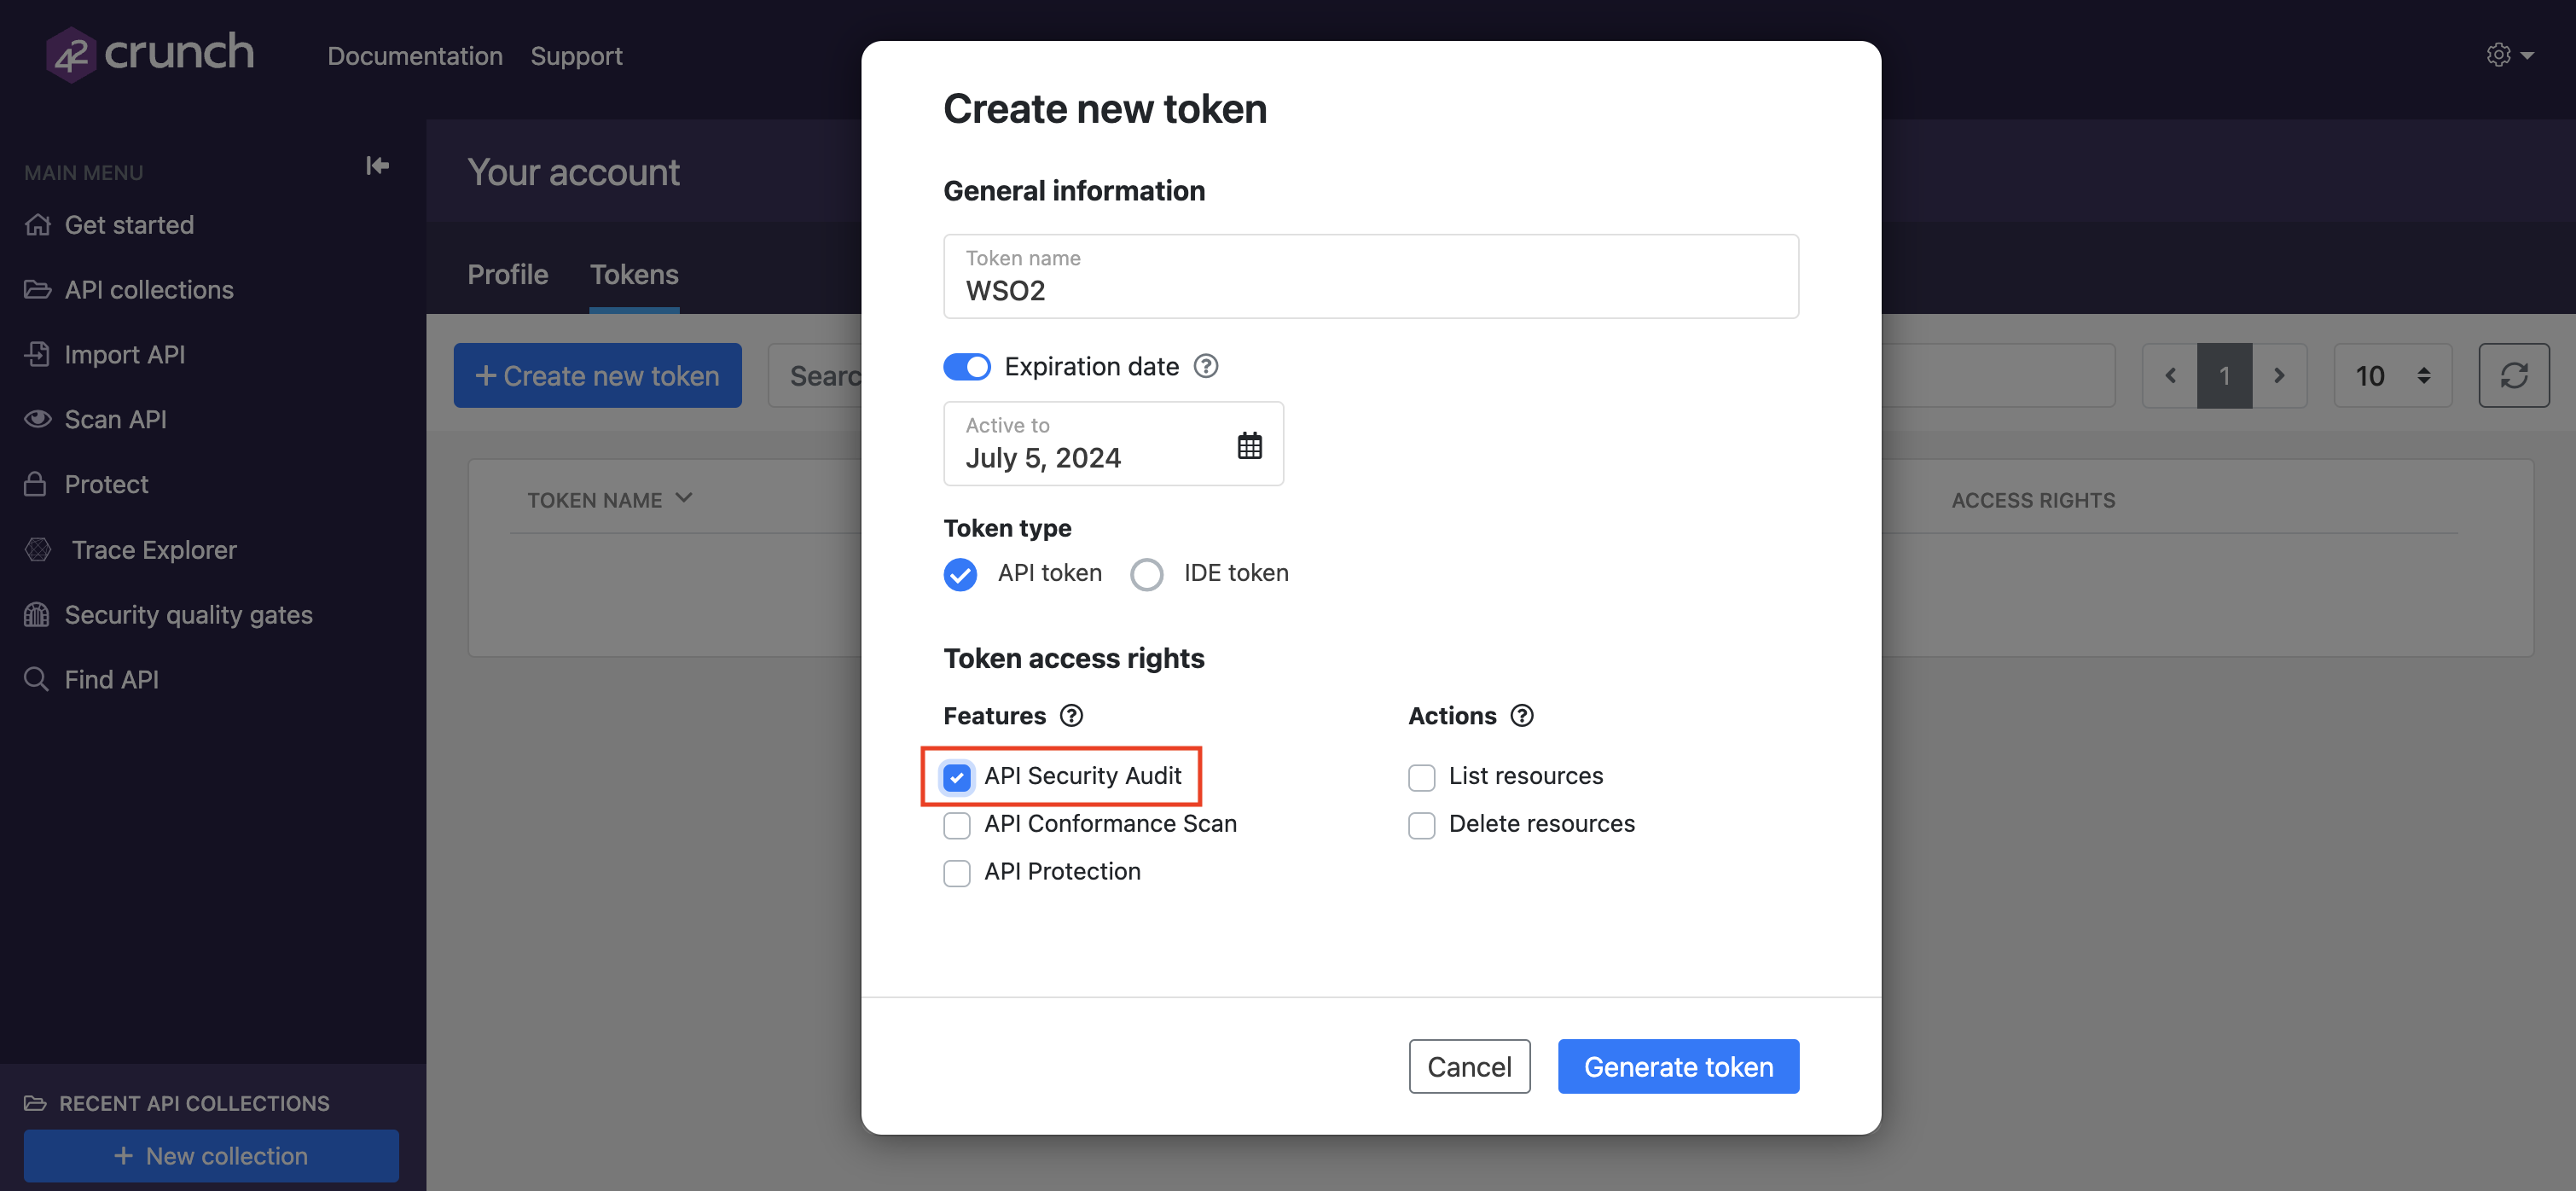 42crunch
Documentation
Support
MAIN MENU
Get started
API collections
Import API
Scan API
Protect
Trace Explorer
Security quality gates
Find API
RECENT API COLLECTIONS
+ New collection
Your account
Profile
Tokens
+ Create new token
Searc
1
10
TOKEN NAME
ACCESS RIGHTS
Create new token
General information
Token name
WSO2
Expiration date ?
Active to
July 5, 2024
Token type
API token
IDE token
Token access rights
Features ?
API Security Audit
API Conformance Scan
API Protection
Actions ?
List resources
Delete resources
Cancel
Generate token